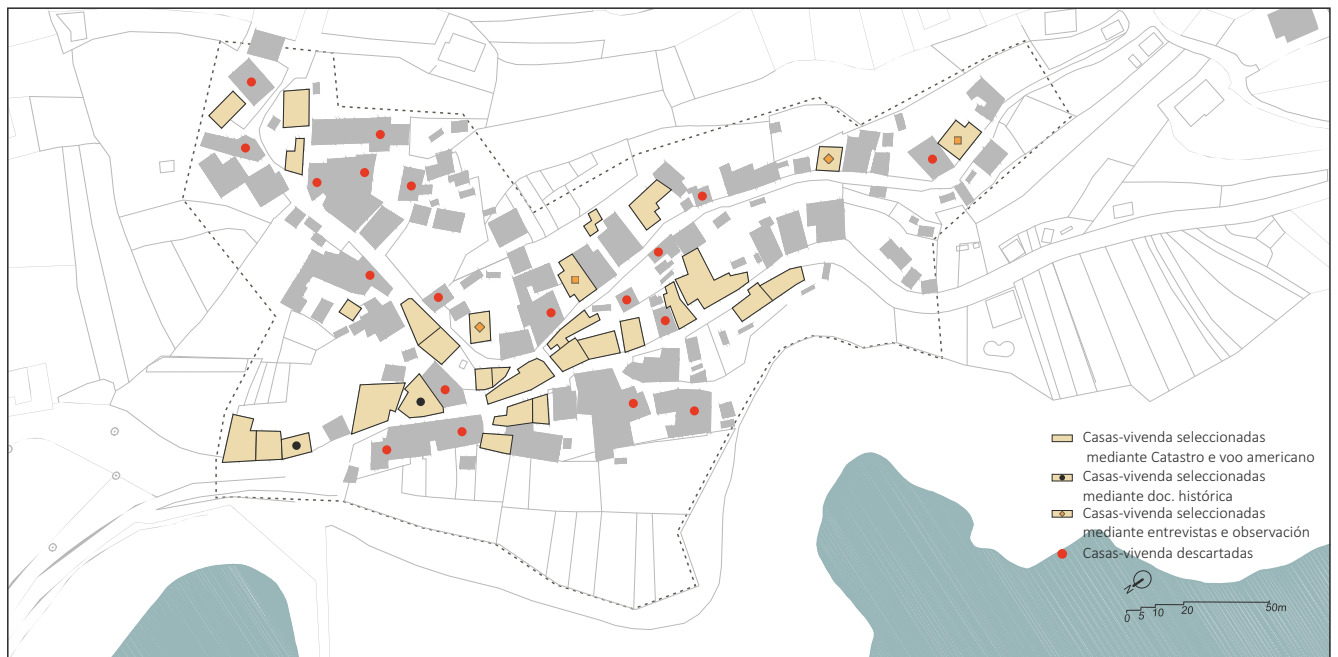 Casas-vivenda seleccionadas
mediante Catastro e voo americano
Casas-vivenda seleccionadas
mediante doc. histórica
Casas-vivenda seleccionadas
mediante entrevistas e observación
Casas-vivenda descartadas
Z
0 5 10 20 50m